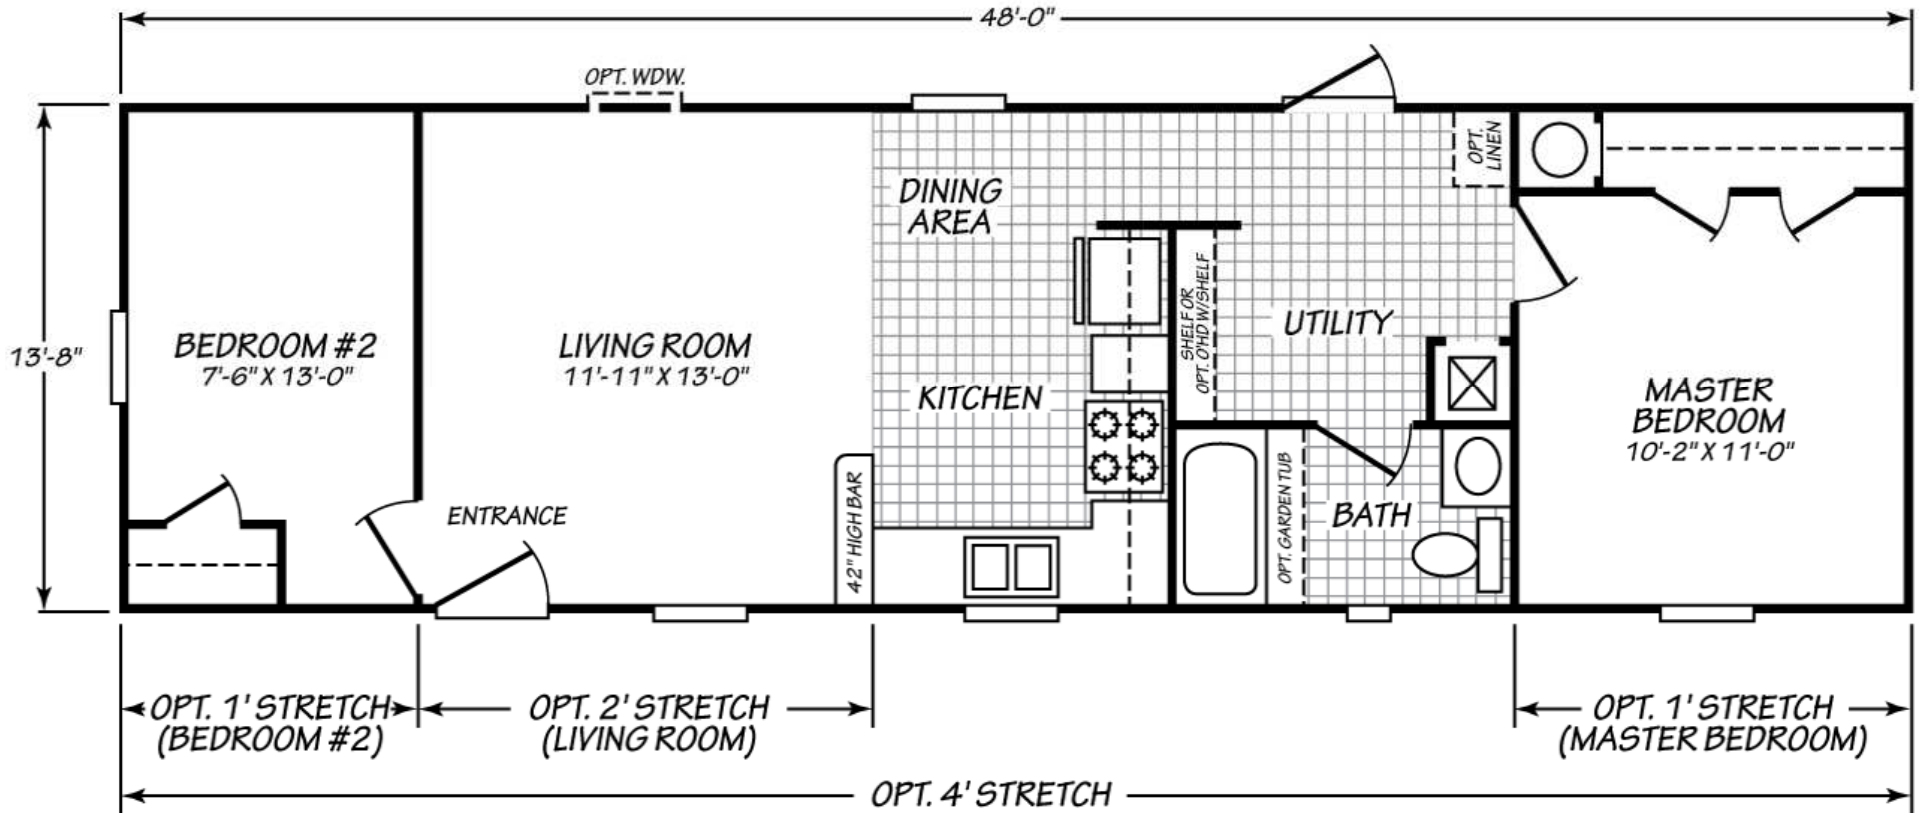 48'-0"
OPT. WDW.
OPT.
LINEN
DINING
AREA
SHELF OR
OPT. O'HD W/SHELF
UTILITY
13'-8"
BEDROOM #2
7'-6" X 13'-0"
LIVING ROOM
11'-11" X 13'-0"
KITCHEN
MASTER
BEDROOM
10'-2" X 11'-0"
ENTRANCE
42" HIGH BAR
OPT. GARDEN TUB
BATH
OPT. 1' STRETCH
(BEDROOM #2)
OPT. 2' STRETCH
(LIVING ROOM)
OPT. 1' STRETCH
(MASTER BEDROOM)
OPT. 4' STRETCH